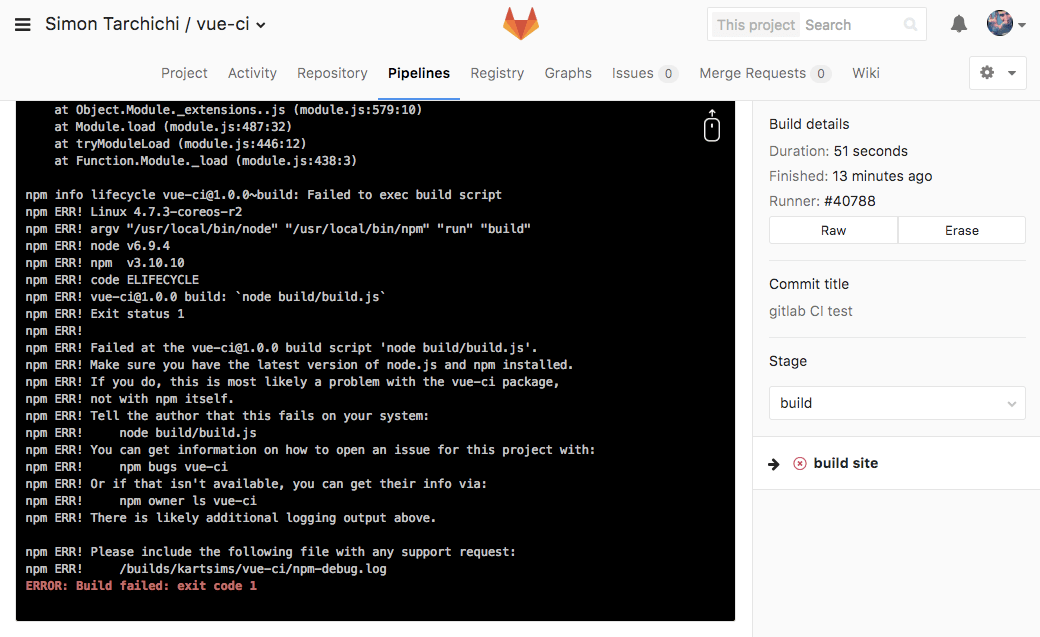 Simon Tarchichi / vue-ci
This project Search
Project Activity Repository Pipelines Registry Graphs Issues 0 Merge Requests 0 Wiki
at Object.Module._extensions..js (module.js:579:10)
at Module.load (module.js:487:32)
at tryModuleLoad (module.js:446:12)
at Function.Module._load (module.js:438:3)
npm info lifecycle vue-ci@1.0.0~build: Failed to exec build script
npm ERR! Linux 4.7.3-coreos-r2
npm ERR! argv "/usr/local/bin/node" "/usr/local/bin/npm" "run" "build"
npm ERR! node v6.9.4
npm ERR! npm  v3.10.10
npm ERR! code ELIFECYCLE
npm ERR! vue-ci@1.0.0 build: `node build/build.js`
npm ERR! Exit status 1
npm ERR!
npm ERR! Failed at the vue-ci@1.0.0 build script 'node build/build.js'.
npm ERR! Make sure you have the latest version of node.js and npm installed.
npm ERR! If you do, this is most likely a problem with the vue-ci package,
npm ERR! not with npm itself.
npm ERR! Tell the author that this fails on your system:
npm ERR!     node build/build.js
npm ERR! You can get information on how to open an issue for this project with:
npm ERR!     npm bugs vue-ci
npm ERR! Or if that isn't available, you can get their info via:
npm ERR!     npm owner ls vue-ci
npm ERR! There is likely additional logging output above.
npm ERR! Please include the following file with any support request:
npm ERR!     /builds/kartsims/vue-ci/npm-debug.log
ERROR: Build failed: exit code 1
Build details
Duration: 51 seconds
Finished: 13 minutes ago
Runner: #40788
Raw Erase
Commit title
gitlab CI test
Stage
build
build site